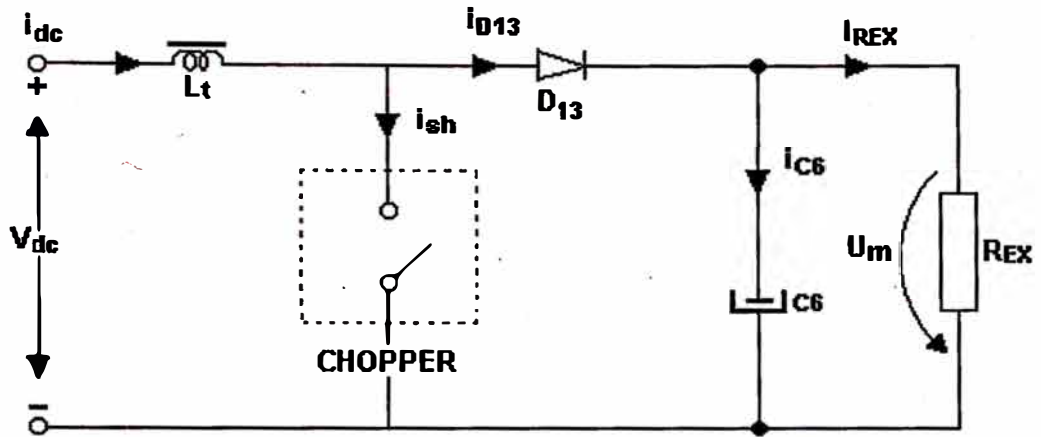 idc
iD13
IREX
+
Lt
D13
ish
iC6
Vdc
Um
REX
C6
CHOPPER
−